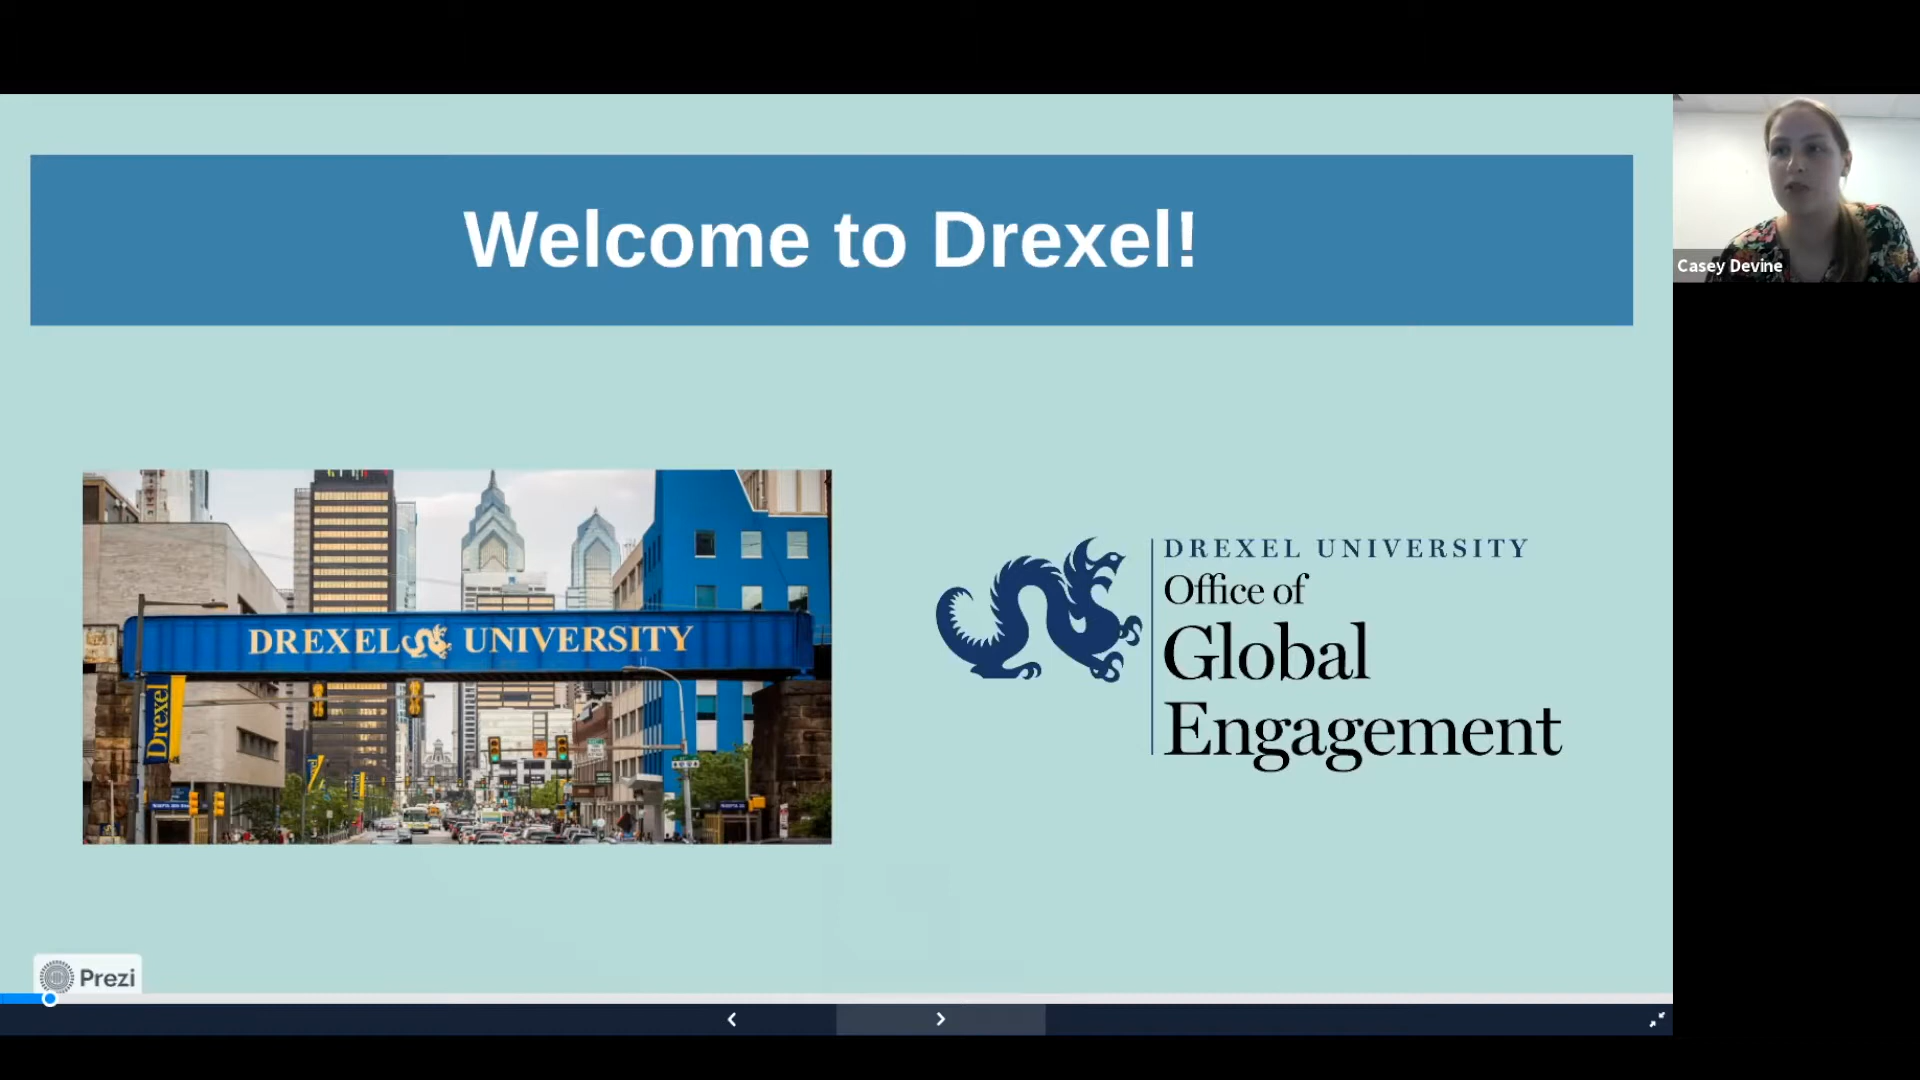 Welcome to Drexel!
Casey Devine
DREXEL UNIVERSITY
Drexel
DREXEL UNIVERSITY
Office of
Global
Engagement
Prezi